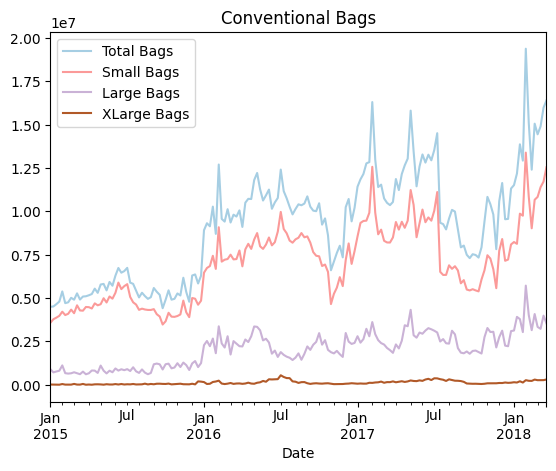 Conventional Bags
1e7
Total Bags
Small Bags
Large Bags
XLarge Bags
2.00
1.75
1.50
1.25
1.00
0.75
0.50
0.25
0.00
Jan Jul Jan Jul Jan Jul Jan
2015 2016 2017 2018
Date